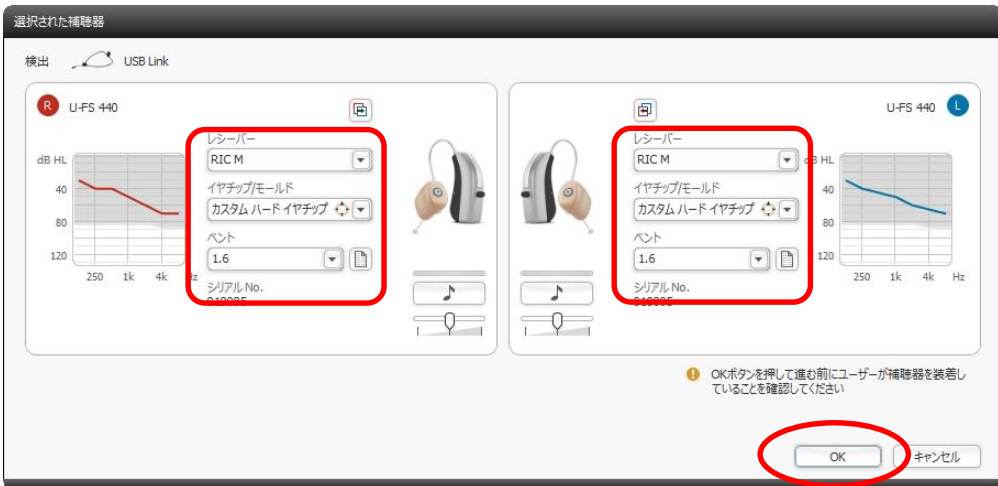 選択された補聴器
検出 USB Link
R U-FS 440
レシーバー
RIC M
イヤチップ/モールド
カスタム ハード イヤチップ
ベント
1.6
シリアル No.
dB HL
40
80
120
250 1k 4k Hz
U-FS 440 L
レシーバー
RIC M
イヤチップ/モールド
カスタム ハード イヤチップ
ベント
1.6
シリアル No.
HL
40
80
120
250 1k 4k Hz
OKボタンを押して進む前にユーザーが補聴器を装着し
ていることを確認してください
OK キャンセル